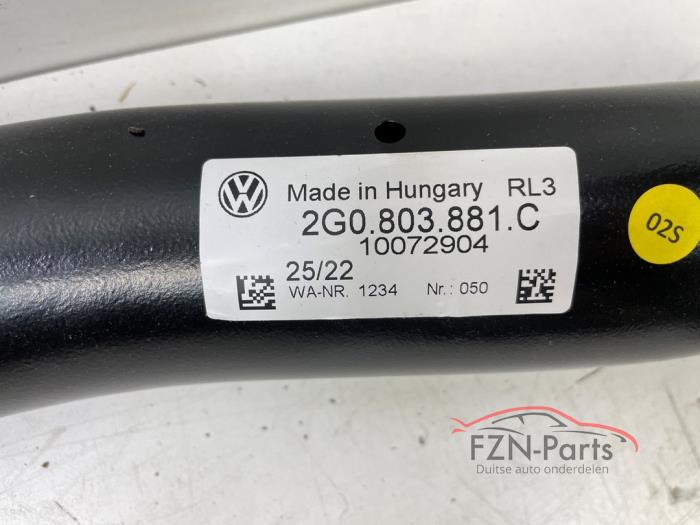 Made in Hungary RL3
2G0.803.881.C
10072904
25/22
WA-NR. 1234 Nr.: 050
02S
FZN-Parts
Duitse auto onderdelen